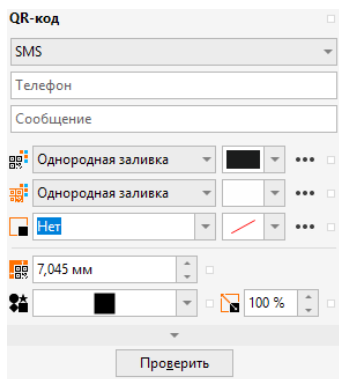 QR-код
SMS
Телефон
Сообщение
Однородная заливка
Однородная заливка
Нет
7,045 мм
100 %
Проверить